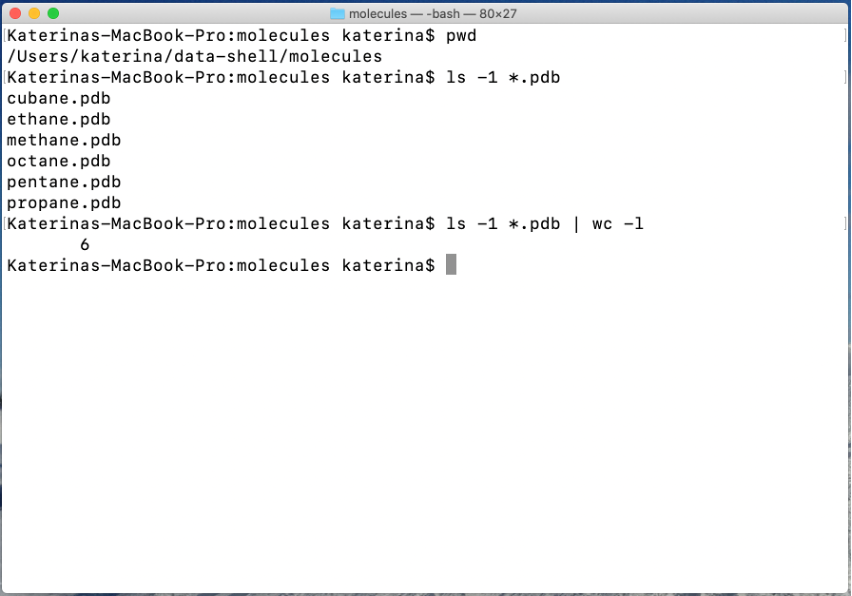 molecules — -bash — 80×27
Katerinas-MacBook-Pro:molecules katerina$ pwd
/Users/katerina/data-shell/molecules
Katerinas-MacBook-Pro:molecules katerina$ ls -1 *.pdb
cubane.pdb
ethane.pdb
methane.pdb
octane.pdb
pentane.pdb
propane.pdb
Katerinas-MacBook-Pro:molecules katerina$ ls -1 *.pdb | wc -l
       6
Katerinas-MacBook-Pro:molecules katerina$